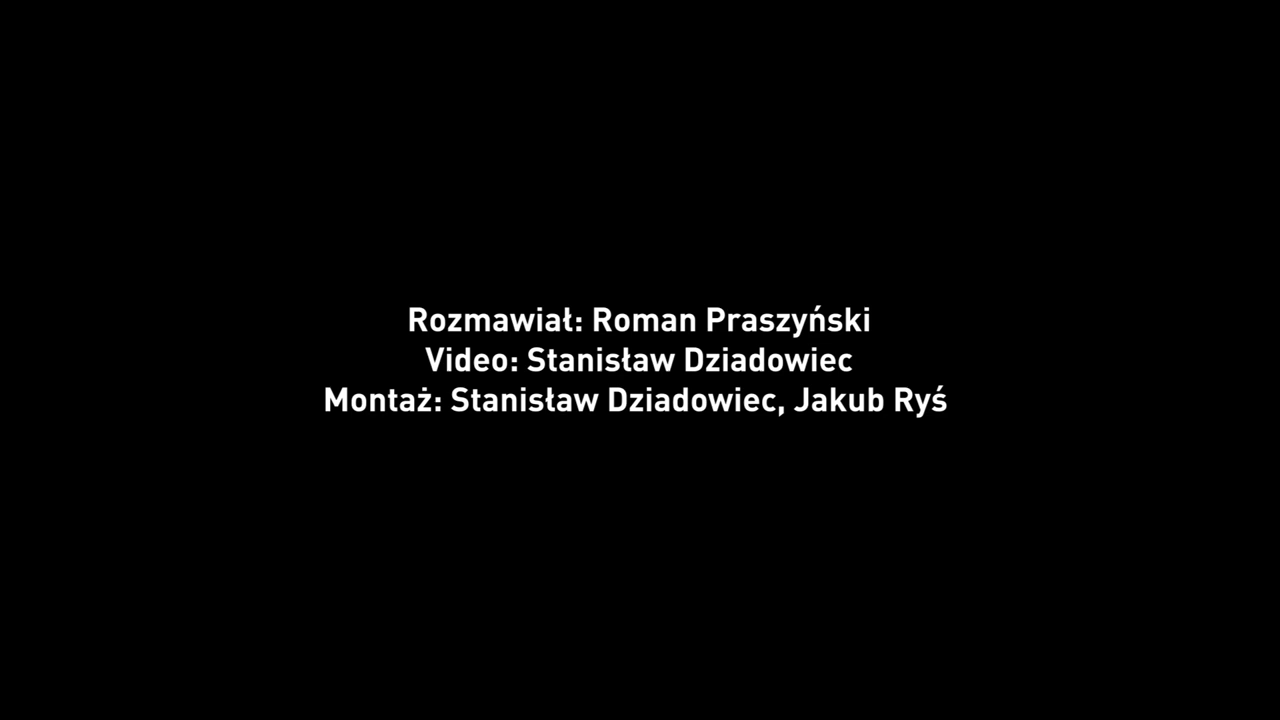 Rozmawiał: Roman Praszyński
Video: Stanisław Dziadowiec
Montaż: Stanisław Dziadowiec, Jakub Ryś